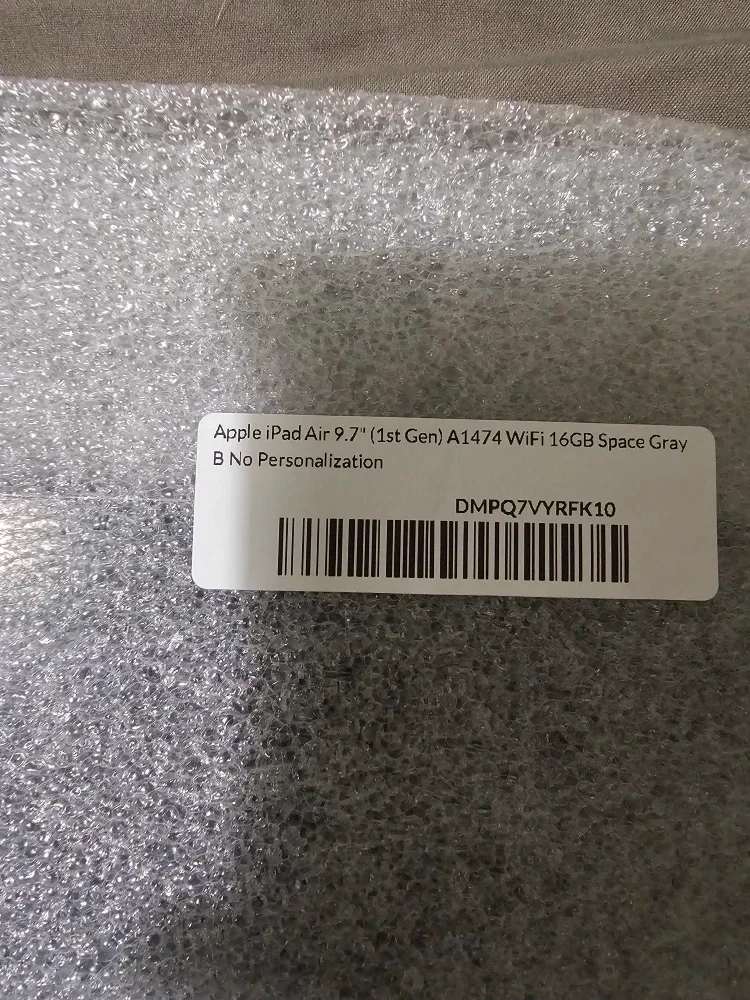 Apple iPad Air 9.7" (1st Gen) A1474 WiFi 16GB Space Gray
B No Personalization
DMPQ7VYRFK10